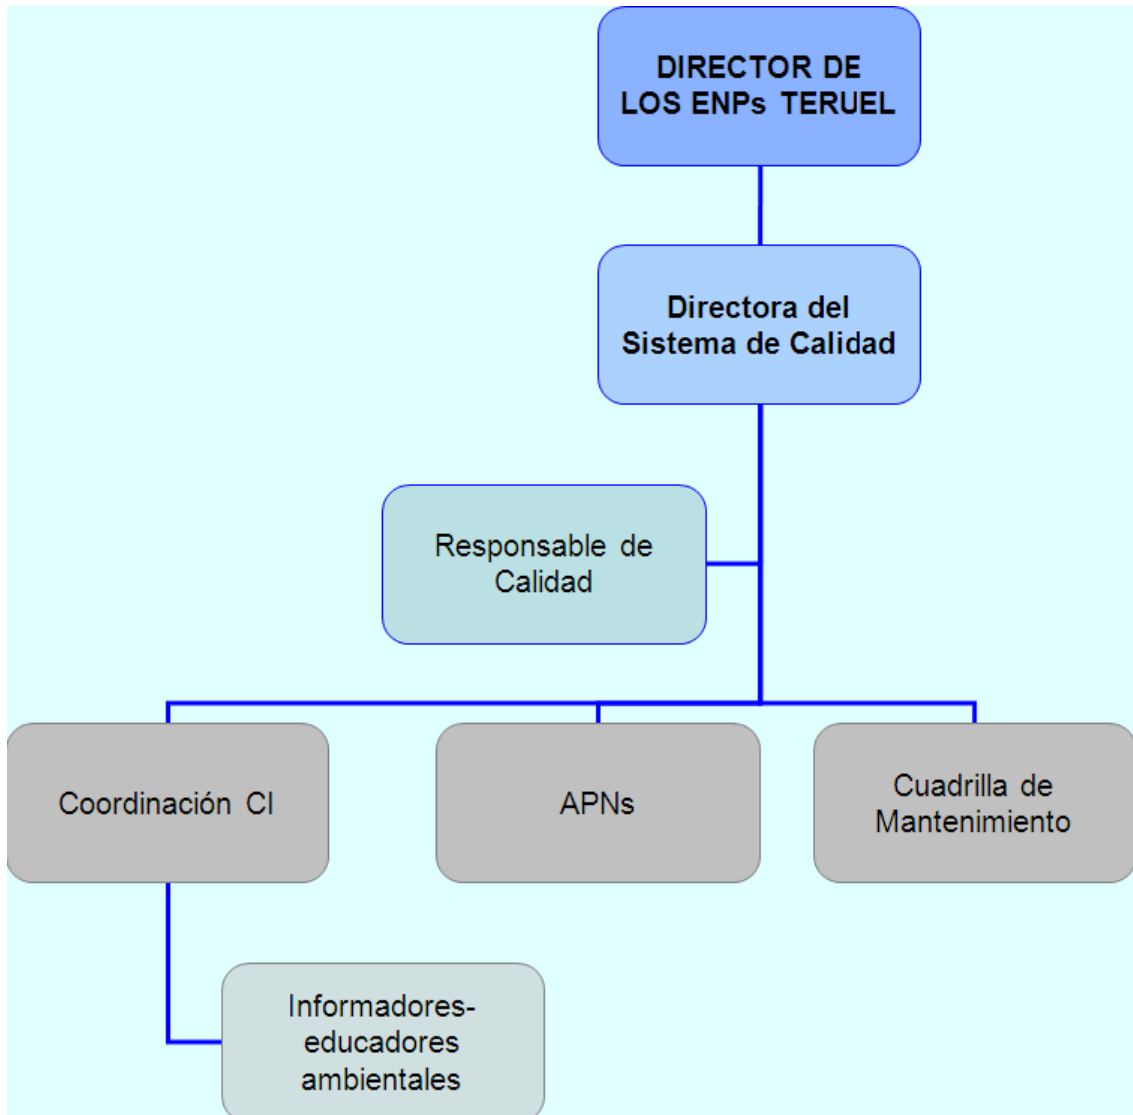 DIRECTOR DE
LOS ENPs TERUEL
Directora del
Sistema de Calidad
Responsable de
Calidad
Coordinación CI
APNs
Cuadrilla de
Mantenimiento
Informadores-
educadores
ambientales